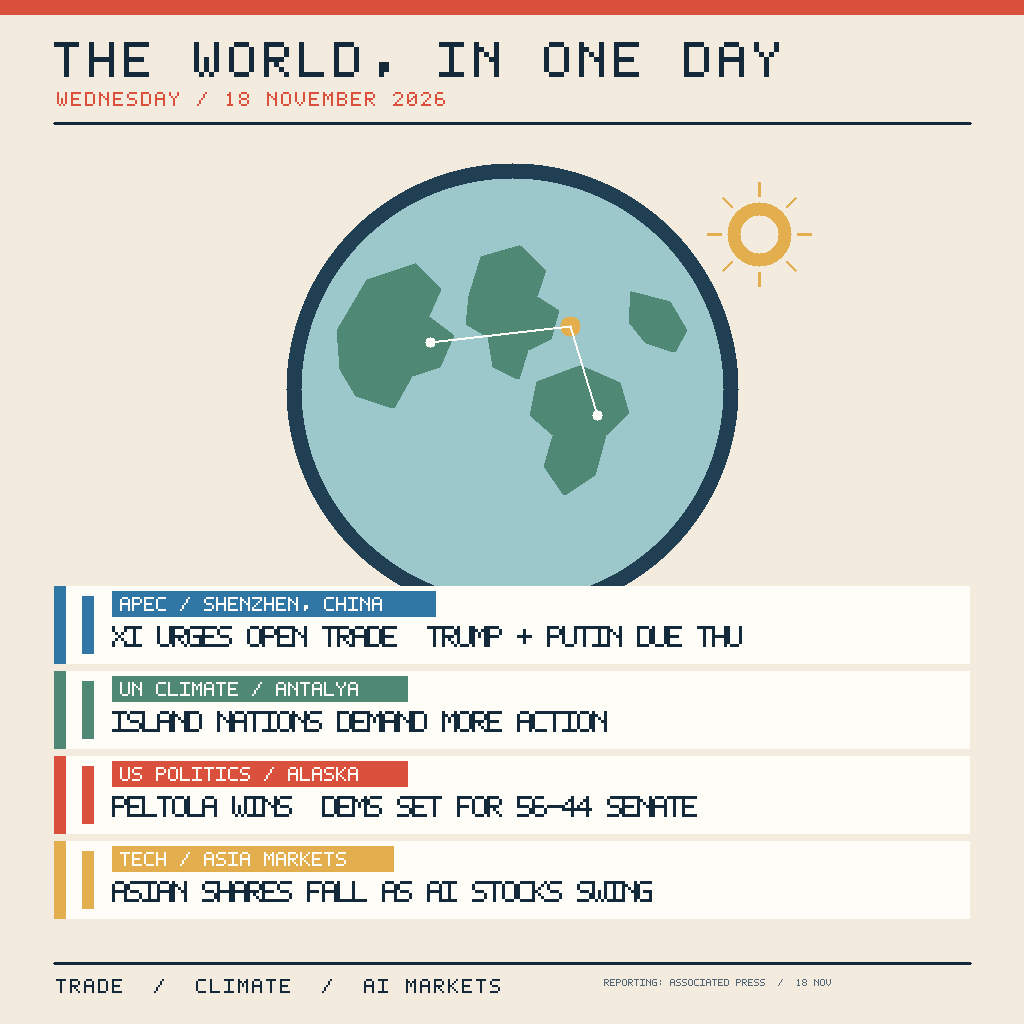 THE WORLD, IN ONE DAY
WEDNESDAY / 18 NOVEMBER 2026
APEC / SHENZHEN, CHINA
XI URGES OPEN TRADE TRUMP + PUTIN DUE THU
UN CLIMATE / ANTALYA
ISLAND NATIONS DEMAND MORE ACTION
US POLITICS / ALASKA
PELTOLA WINS DEMS SET FOR 56–44 SENATE
TECH / ASIA MARKETS
ASIAN SHARES FALL AS AI STOCKS SWING
TRADE / CLIMATE / AI MARKETS
REPORTING: ASSOCIATED PRESS / 18 NOV